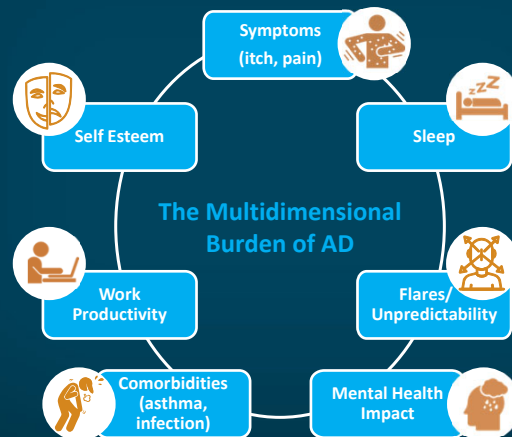 Symptoms
(itch, pain)
Self Esteem
Sleep
The Multidimensional
Burden of AD
Work
Productivity
Flares/
Unpredictability
Comorbidities
(asthma,
infection)
Mental Health
Impact